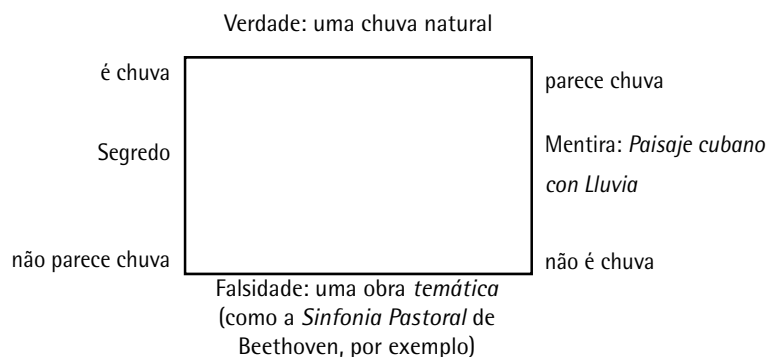 Verdade: uma chuva natural
é chuva
parece chuva
Segredo
Mentira: Paisaje cubano
con Lluvia
não parece chuva
não é chuva
Falsidade: uma obra temática
(como a Sinfonia Pastoral de
Beethoven, por exemplo)